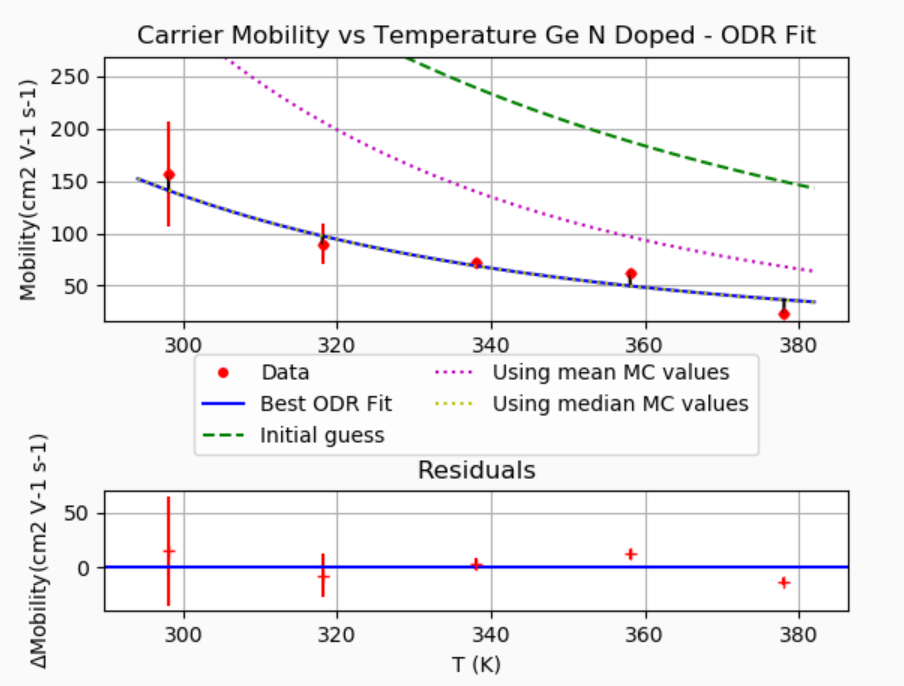 Carrier Mobility vs Temperature Ge N Doped - ODR Fit
Mobility(cm2 V-1 s-1)
250
200
150
100
50
300 320 340 360 380
Data
Best ODR Fit
Initial guess
Using mean MC values
Using median MC values
Residuals
ΔMobility(cm2 V-1 s-1)
50
0
300 320 340 360 380
T (K)